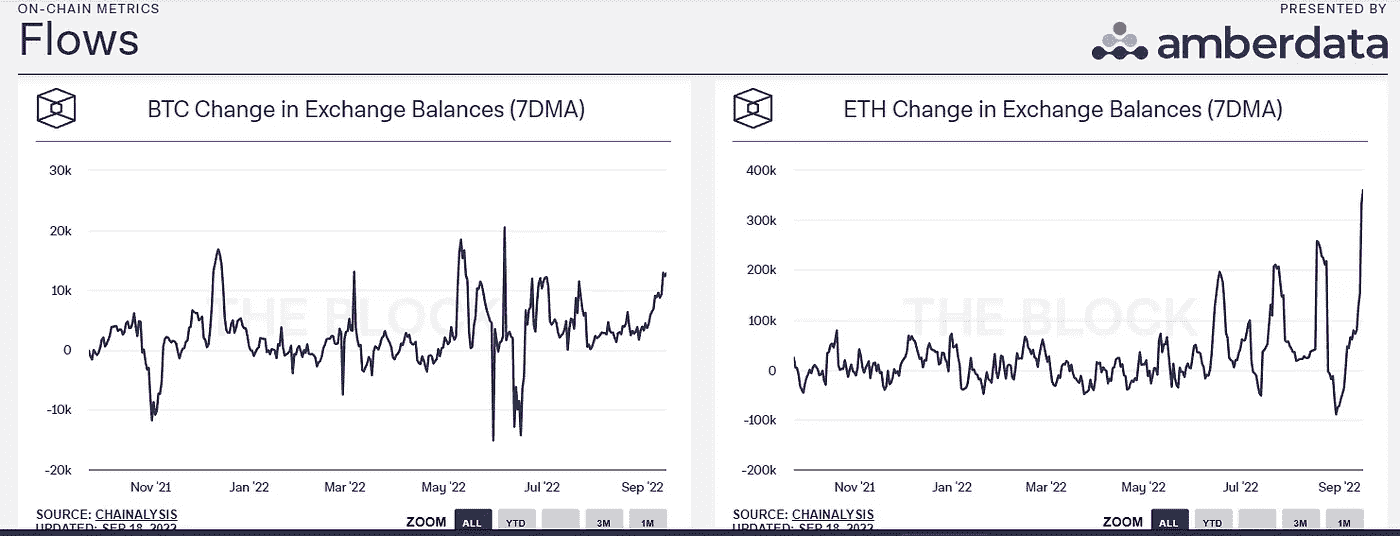 ON-CHAIN METRICS
PRESENTED BY
Flows
amberdata
BTC Change in Exchange Balances (7DMA)
30k
20k
10k
0
-10k
-20k
THE BLOCK
Nov '21 Jan '22 Mar '22 May '22 Jul '22 Sep '22
SOURCE: CHAINALYSIS
UPDATED: SEP 18, 2022
ZOOM ALL YTD 3M 1M
ETH Change in Exchange Balances (7DMA)
400k
300k
200k
100k
0
-100k
-200k
THE BLOCK
Nov '21 Jan '22 Mar '22 May '22 Jul '22 Sep '22
SOURCE: CHAINALYSIS
UPDATED: SEP 18, 2022
ZOOM ALL YTD 3M 1M